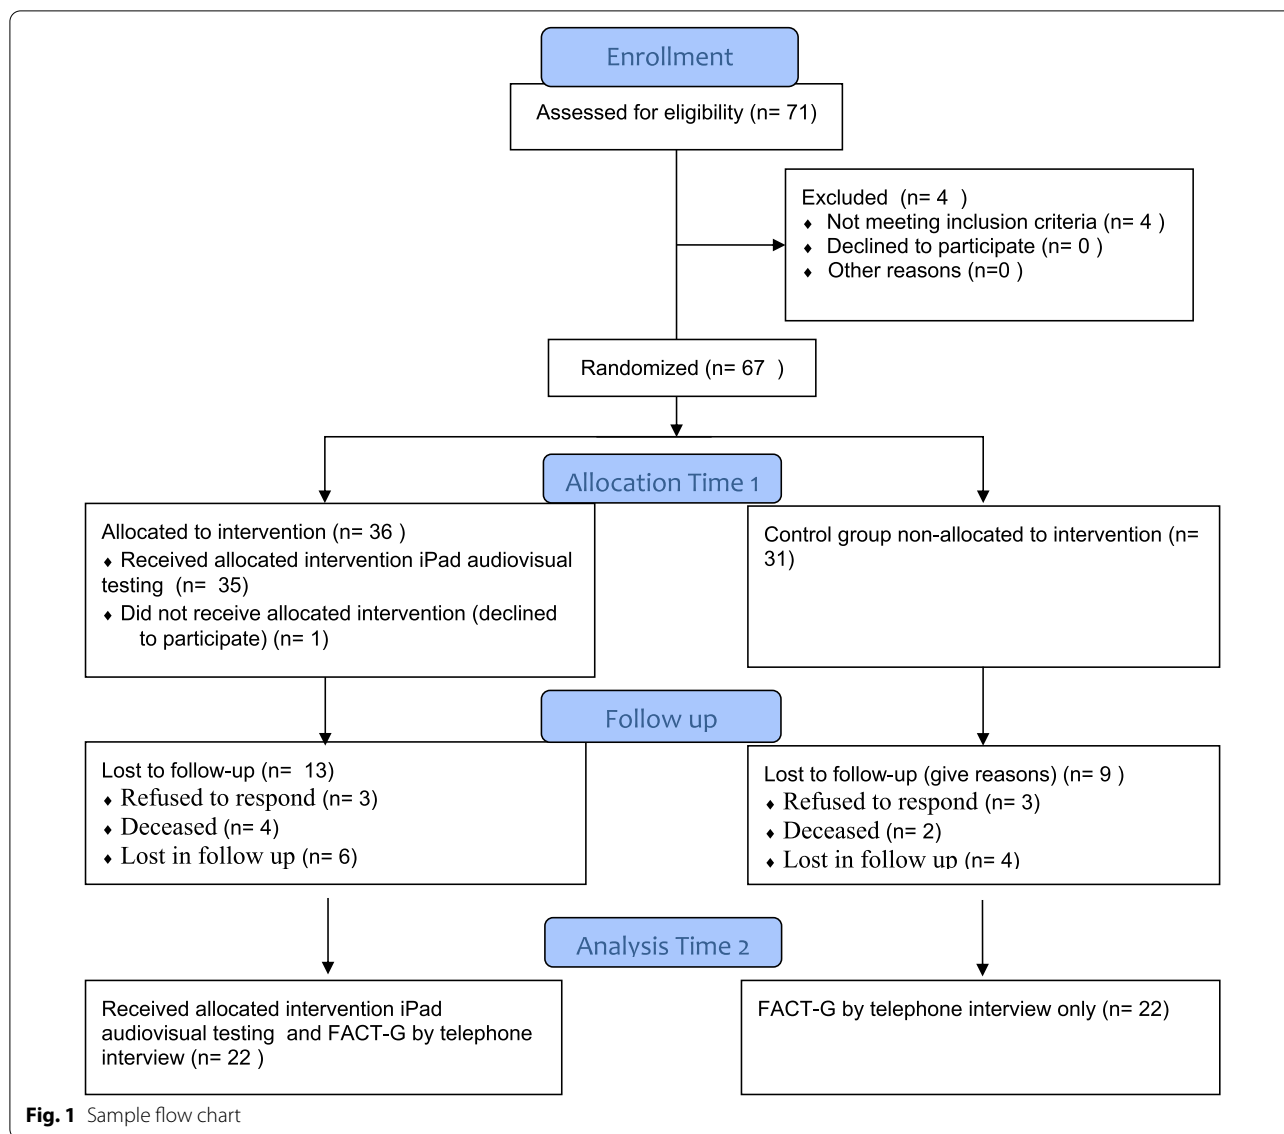 Enrollment
Assessed for eligibility (n= 71)
Excluded (n= 4 )
♦ Not meeting inclusion criteria (n= 4 )
♦ Declined to participate (n= 0 )
♦ Other reasons (n=0 )
Randomized (n= 67 )
Allocation Time 1
Allocated to intervention (n= 36 )
♦ Received allocated intervention iPad audiovisual
testing (n= 35)
♦ Did not receive allocated intervention (declined
to participate) (n= 1)
Control group non-allocated to intervention (n=
31)
Follow up
Lost to follow-up (n= 13)
♦ Refused to respond (n= 3)
♦ Deceased (n= 4)
♦ Lost in follow up (n= 6)
Lost to follow-up (give reasons) (n= 9 )
♦ Refused to respond (n= 3)
♦ Deceased (n= 2)
♦ Lost in follow up (n= 4)
Analysis Time 2
Received allocated intervention iPad
audiovisual testing and FACT-G by telephone
interview (n= 22 )
FACT-G by telephone interview only (n= 22)
Fig. 1 Sample flow chart